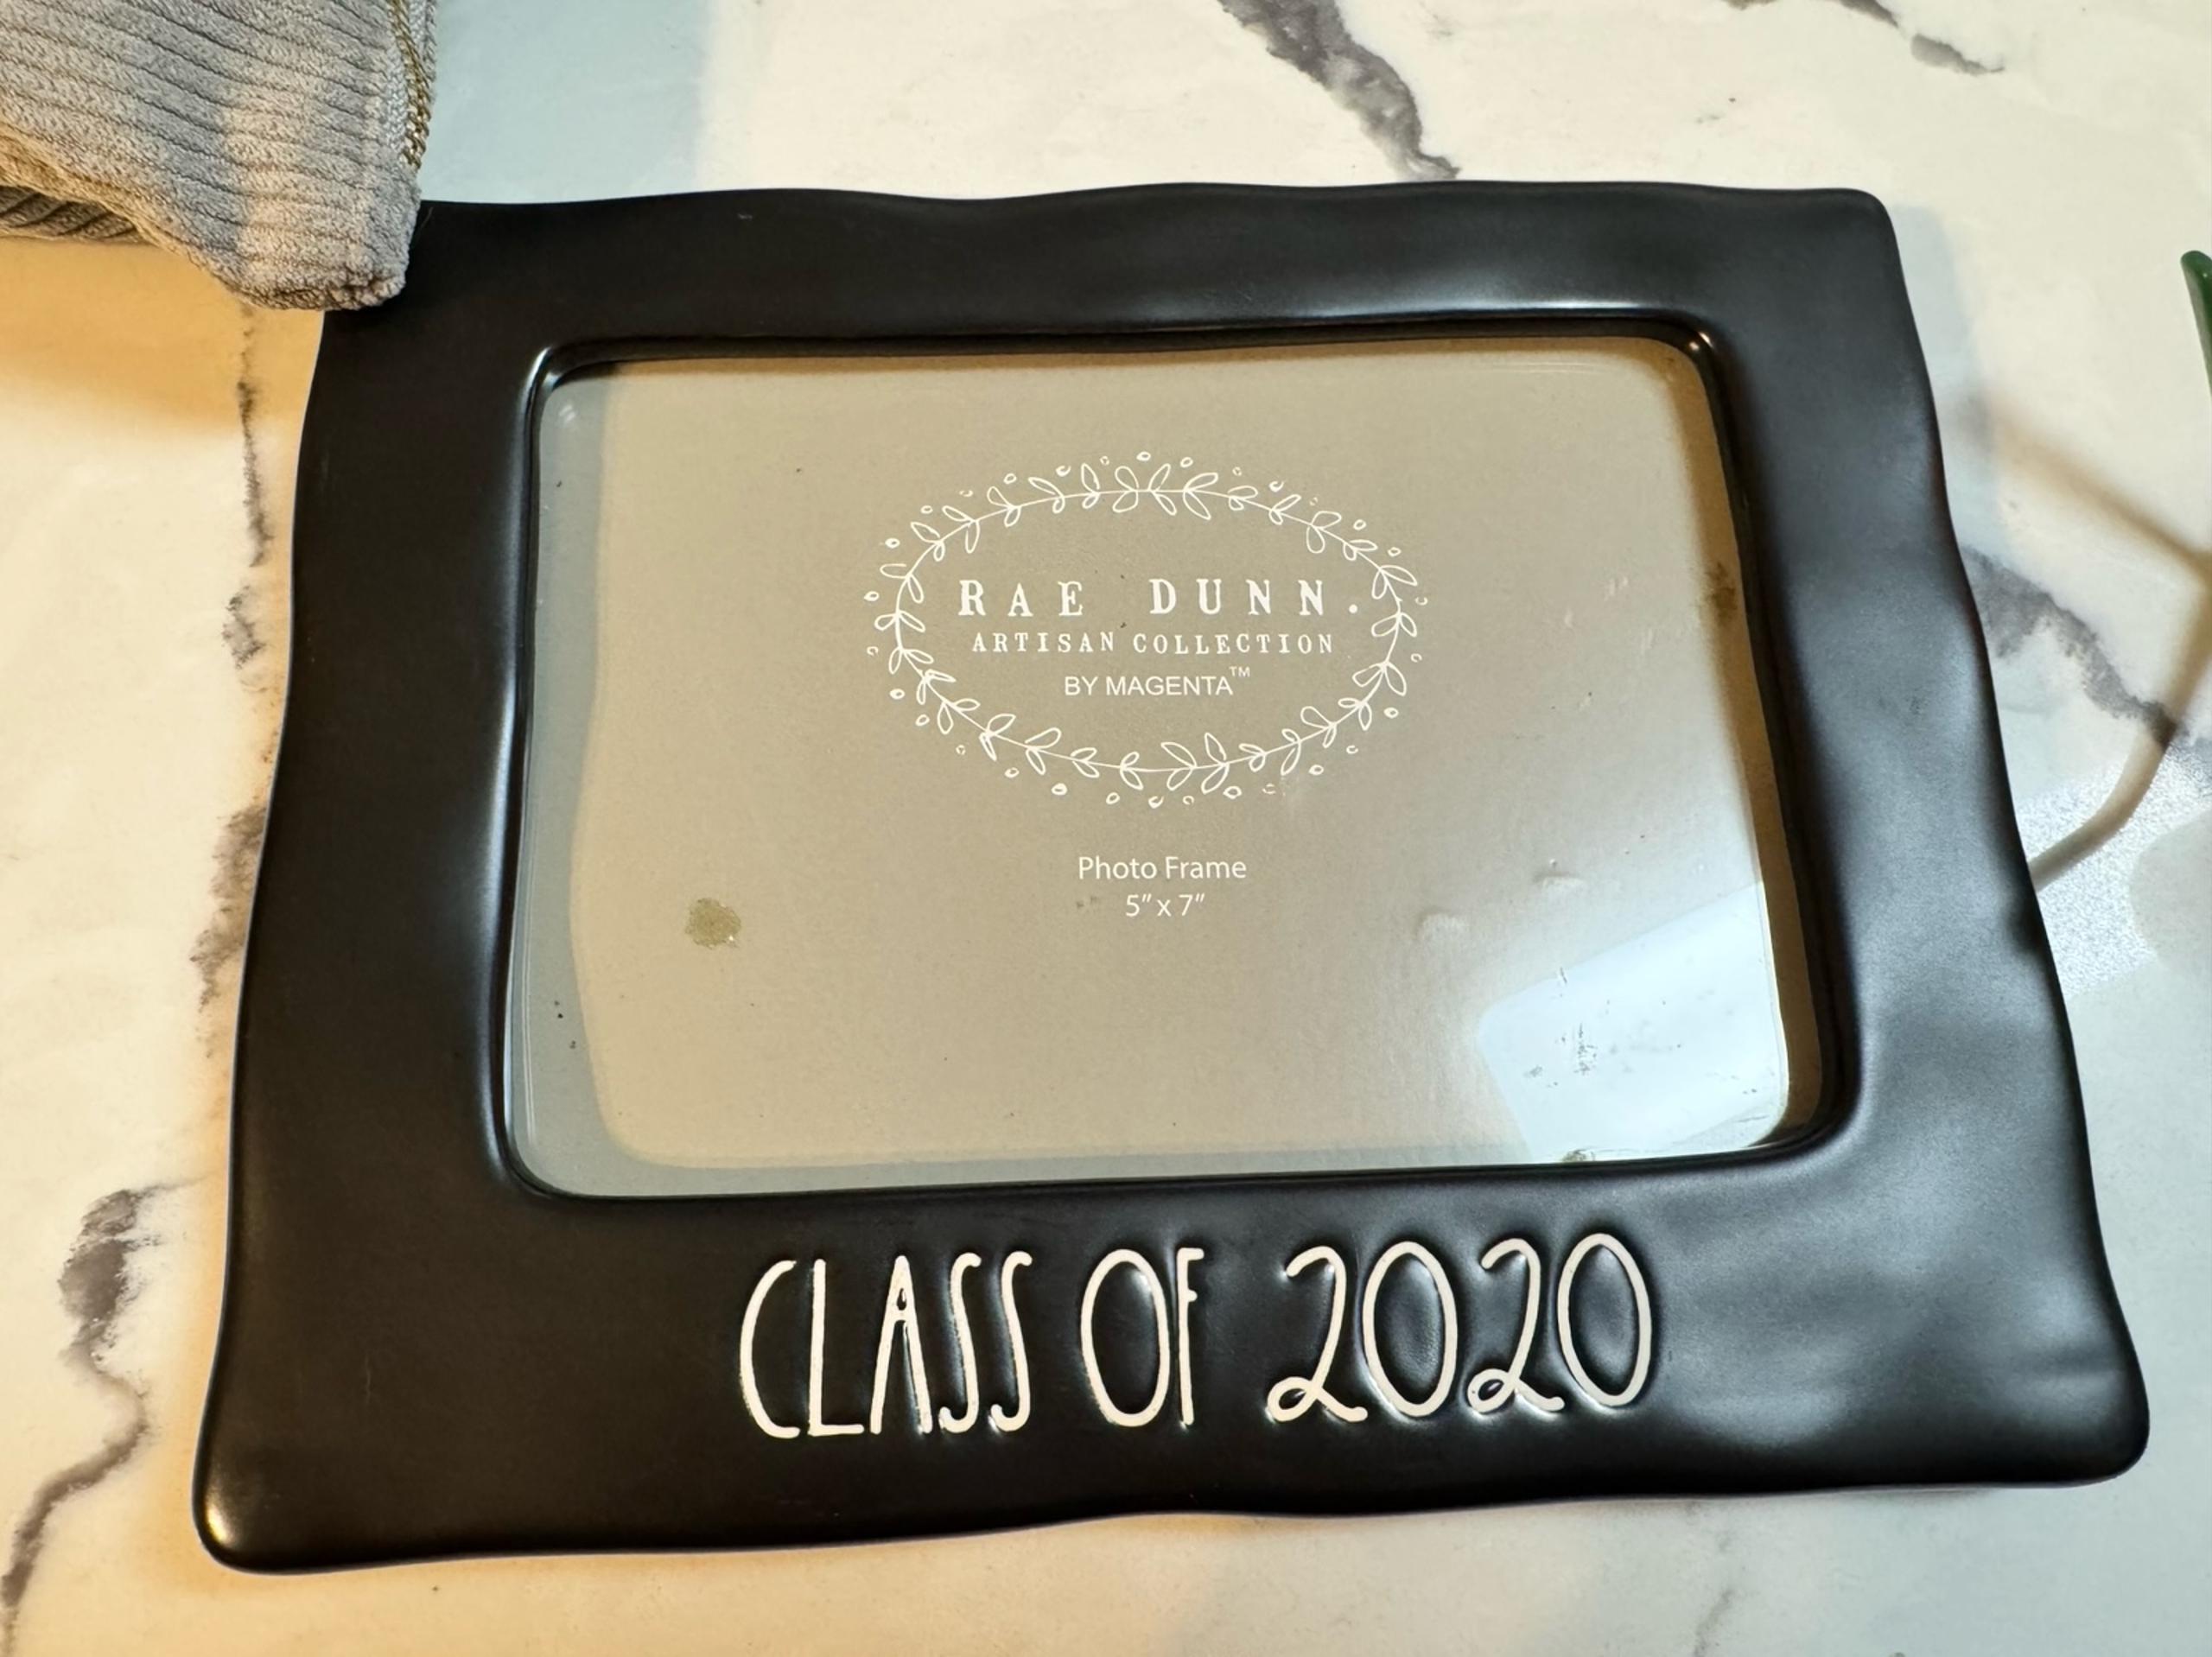 RAE DUNN.
ARTISAN COLLECTION
BY MAGENTA™
Photo Frame
5" x 7"
CLASS OF 2020